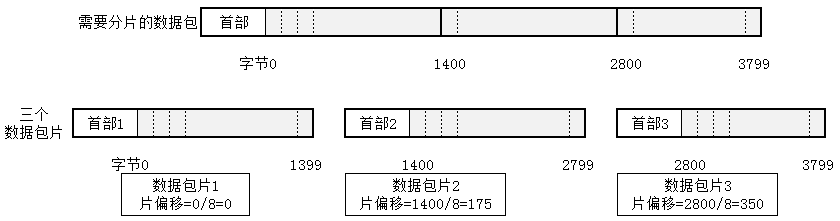 需要分片的数据包 首部
字节0 1400 2800 3799
三个
数据包片
首部1 首部2 首部3
字节0 1399 1400 2799 2800 3799
数据包片1
片偏移=0/8=0
数据包片2
片偏移=1400/8=175
数据包片3
片偏移=2800/8=350